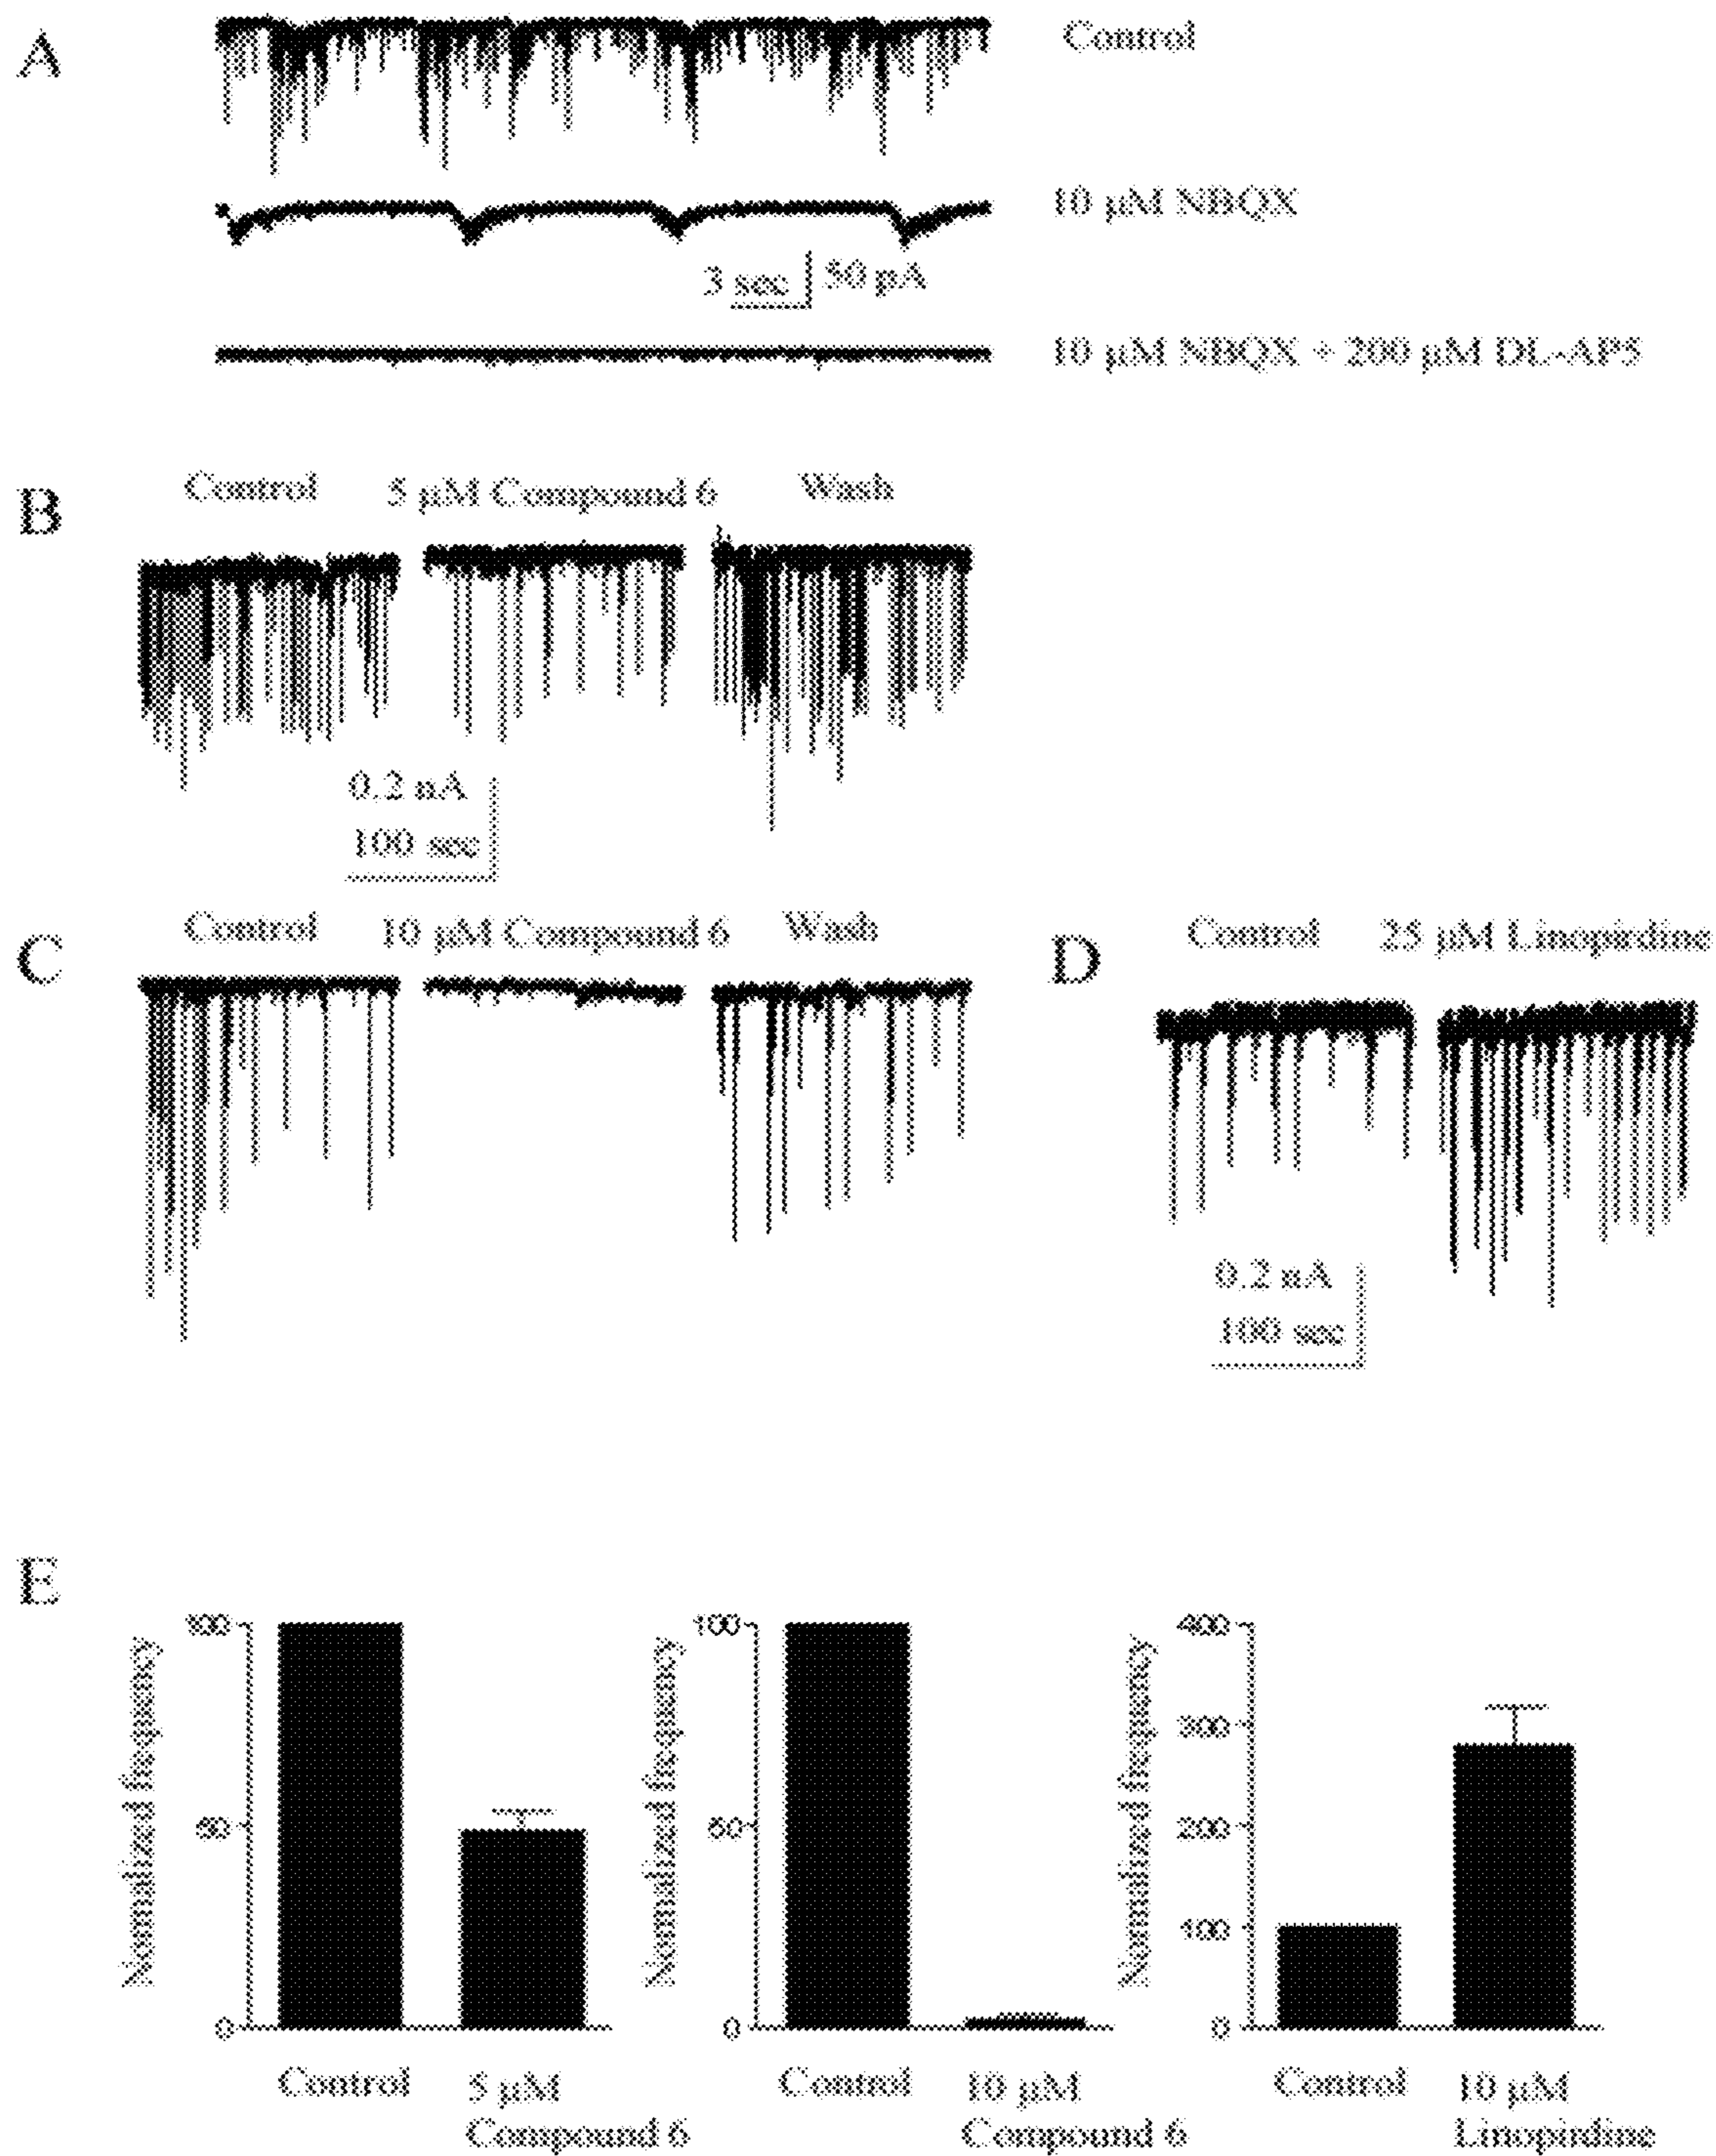 A
Control
10 µM NBQX
3 sec
50 pA
10 µM NBQX + 200 µM DL-AP5
B
Control
5 µM Compound 6
Wash
0.2 nA
100 sec
C
Control
10 µM Compound 6
Wash
D
Control
25 µM Linopirdine
0.2 nA
100 sec
E
Normalized frequency
100
50
0
Control
5 µM
Compound 6
Normalized frequency
100
50
0
Control
10 µM
Compound 6
Normalized frequency
400
300
200
100
0
Control
10 µM
Linopirdine